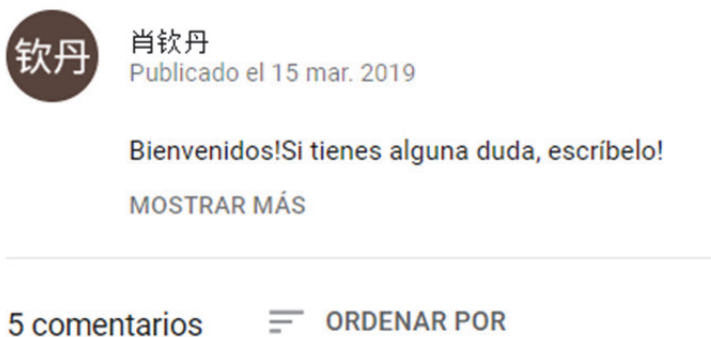 钦丹
肖钦丹
Publicado el 15 mar. 2019
Bienvenidos!Si tienes alguna duda, escríbelo!
MOSTRAR MÁS
5 comentarios
ORDENAR POR